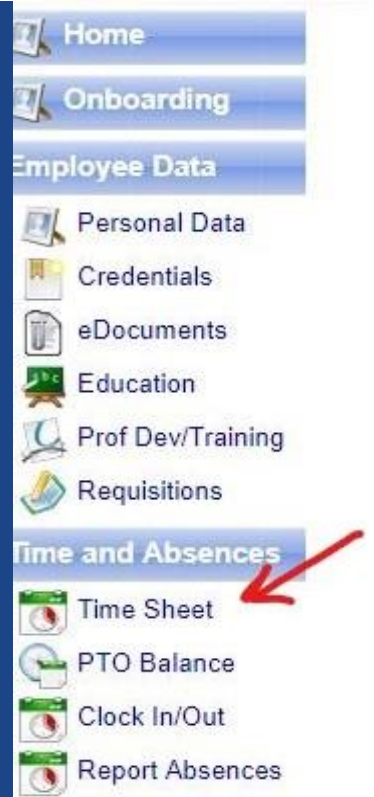 Home
Onboarding
Employee Data
Personal Data
Credentials
eDocuments
Education
Prof Dev/Training
Requisitions
Time and Absences
Time Sheet
PTO Balance
Clock In/Out
Report Absences